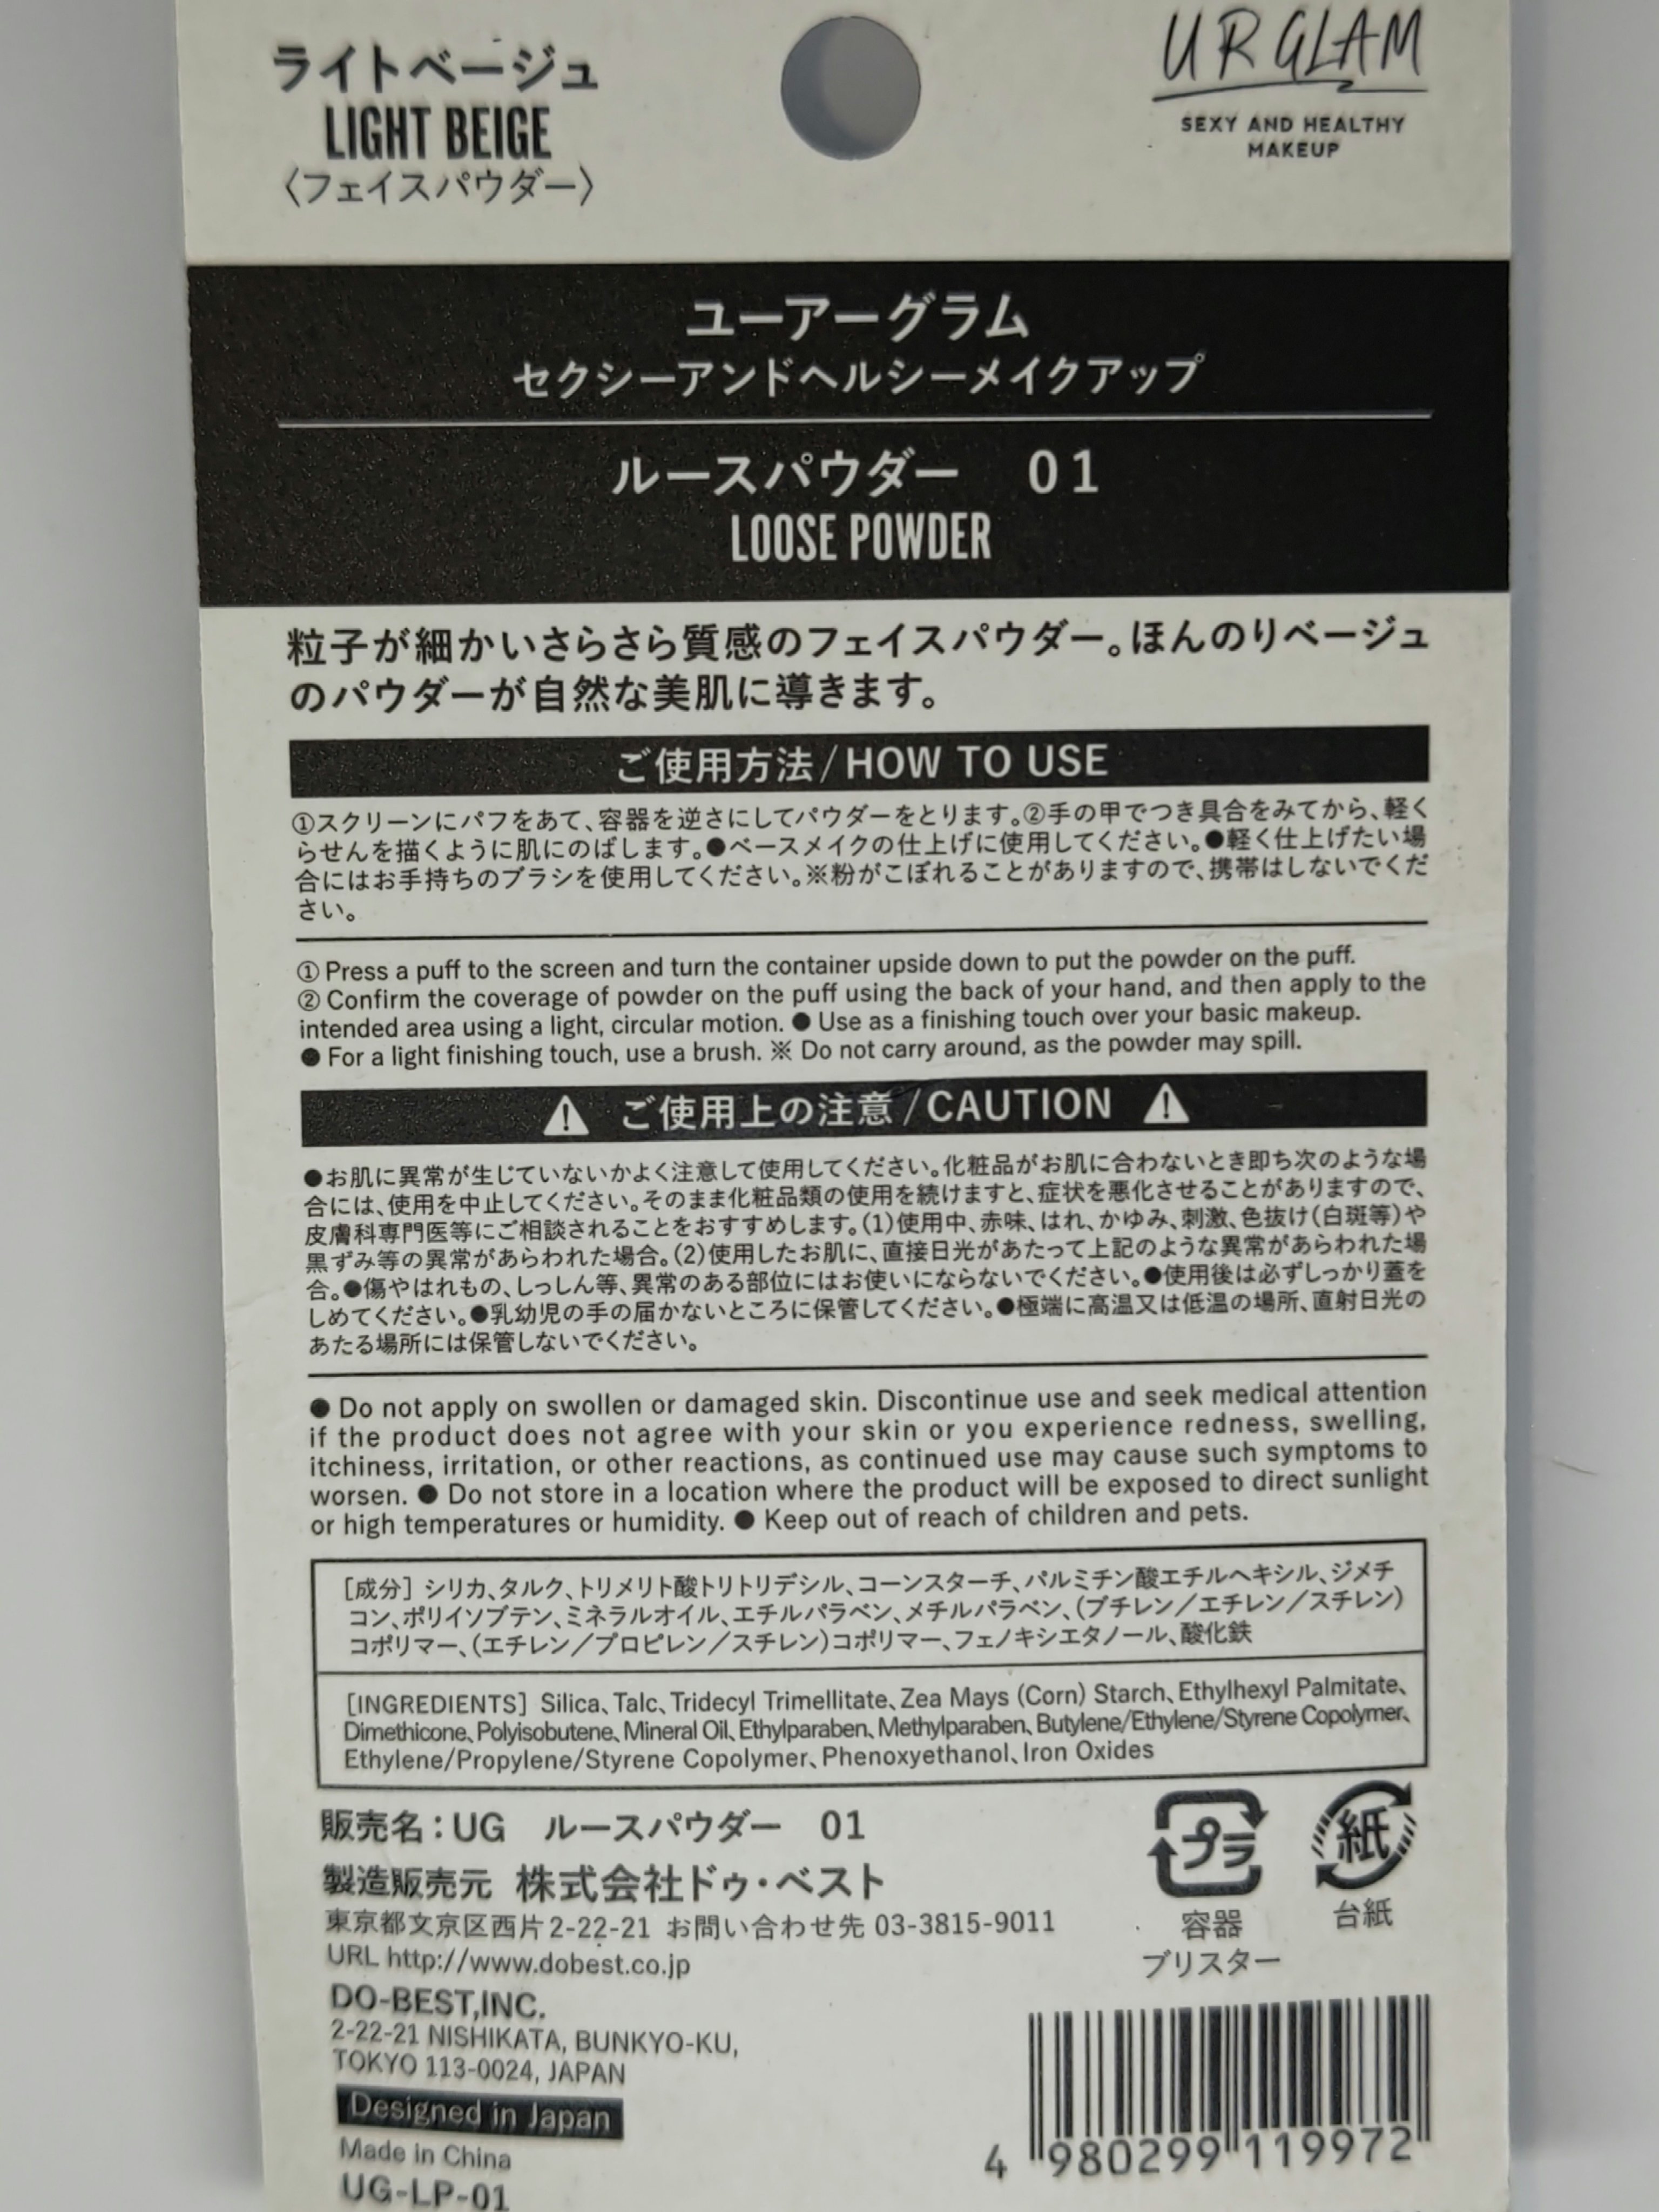 ライトベージュ
LIGHT BEIGE
〈フェイスパウダー〉
UR GLAM
SEXY AND HEALTHY
MAKEUP
ユーアーグラム
セクシーアンドヘルシーメイクアップ
ルースパウダー　01
LOOSE POWDER
粒子が細かいさらさら質感のフェイスパウダー。ほんのりベージュ
のパウダーが自然な美肌に導きます。
ご使用方法/HOW TO USE
①スクリーンにパフをあて、容器を逆さにしてパウダーをとります。②手の甲でつき具合をみてから、軽く
らせんを描くように肌にのばします。●ベースメイクの仕上げに使用してください。●軽く仕上げたい場
合にはお手持ちのブラシを使用してください。※粉がこぼれることがありますので、携帯はしないでくだ
さい。
① Press a puff to the screen and turn the container upside down to put the powder on the puff.
② Confirm the coverage of powder on the puff using the back of your hand, and then apply to the
intended area using a light, circular motion. ● Use as a finishing touch over your basic makeup.
● For a light finishing touch, use a brush. ※ Do not carry around, as the powder may spill.
⚠ ご使用上の注意/CAUTION ⚠
●お肌に異常が生じていないかよく注意して使用してください。化粧品がお肌に合わないとき即ち次のような場
合には、使用を中止してください。そのまま化粧品類の使用を続けますと、症状を悪化させることがありますので、
皮膚科専門医等にご相談されることをおすすめします。(1)使用中、赤味、はれ、かゆみ、刺激、色抜け(白斑等)や
黒ずみ等の異常があらわれた場合。(2)使用したお肌に、直接日光があたって上記のような異常があらわれた場
合。●傷やはれもの、しっしん等、異常のある部位にはお使いにならないでください。●使用後は必ずしっかり蓋を
しめてください。●乳幼児の手の届かないところに保管してください。●極端に高温又は低温の場所、直射日光の
あたる場所には保管しないでください。
● Do not apply on swollen or damaged skin. Discontinue use and seek medical attention
if the product does not agree with your skin or you experience redness, swelling,
itchiness, irritation, or other reactions, as continued use may cause such symptoms to
worsen. ● Do not store in a location where the product will be exposed to direct sunlight
or high temperatures or humidity. ● Keep out of reach of children and pets.
[成分] シリカ、タルク、トリメリト酸トリトリデシル、コーンスターチ、パルミチン酸エチルヘキシル、ジメチ
コン、ポリイソブテン、ミネラルオイル、エチルパラベン、メチルパラベン、(ブチレン／エチレン／スチレン)
コポリマー、(エチレン／プロピレン／スチレン)コポリマー、フェノキシエタノール、酸化鉄
[INGREDIENTS] Silica、Talc、Tridecyl Trimellitate、Zea Mays (Corn) Starch、Ethylhexyl Palmitate、
Dimethicone、Polyisobutene、Mineral Oil、Ethylparaben、Methylparaben、Butylene/Ethylene/Styrene Copolymer、
Ethylene/Propylene/Styrene Copolymer、Phenoxyethanol、Iron Oxides
販売名：UG　ルースパウダー　01
製造販売元 株式会社ドゥ・ベスト
東京都文京区西片2-22-21 お問い合わせ先 03-3815-9011
URL http://www.dobest.co.jp
DO-BEST,INC.
2-22-21 NISHIKATA, BUNKYO-KU,
TOKYO 113-0024, JAPAN
Designed in Japan
Made in China
UG-LP-01
プラ
容器
ブリスター
紙
台紙
4 980299 119972